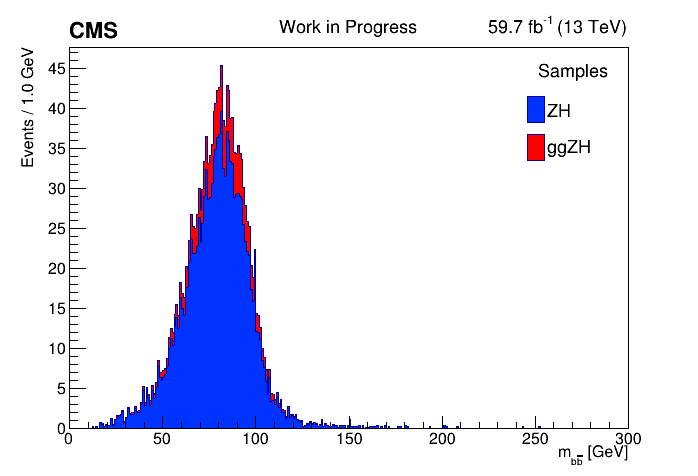 CMS Work in Progress 59.7 fb-1 (13 TeV)
Events / 1.0 GeV
45
40
35
30
25
20
15
10
5
0
Samples
ZH
ggZH
0 50 100 150 200 250 300
m_bb̄ [GeV]